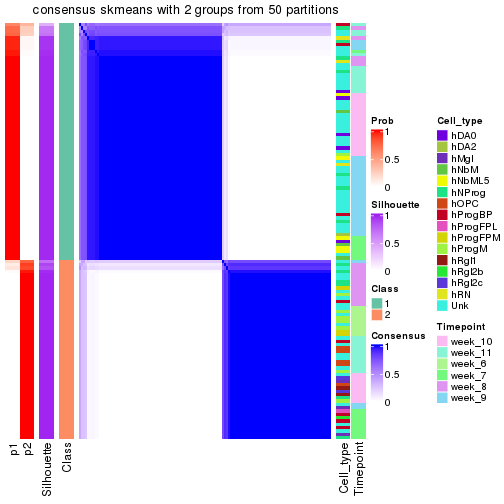 consensus skmeans with 2 groups from 50 partitions
Prob
1
0.5
0
Silhouette
1
0.5
0
Class
1
2
Consensus
1
0.5
0
Cell_type
hDA0
hDA2
hMgl
hNbM
hNbML5
hNProg
hOPC
hProgBP
hProgFPL
hProgFPM
hProgM
hRgl1
hRgl2b
hRgl2c
hRN
Unk
Timepoint
week_10
week_11
week_6
week_7
week_8
week_9
p1
p2
Silhouette
Class
Cell_type
Timepoint